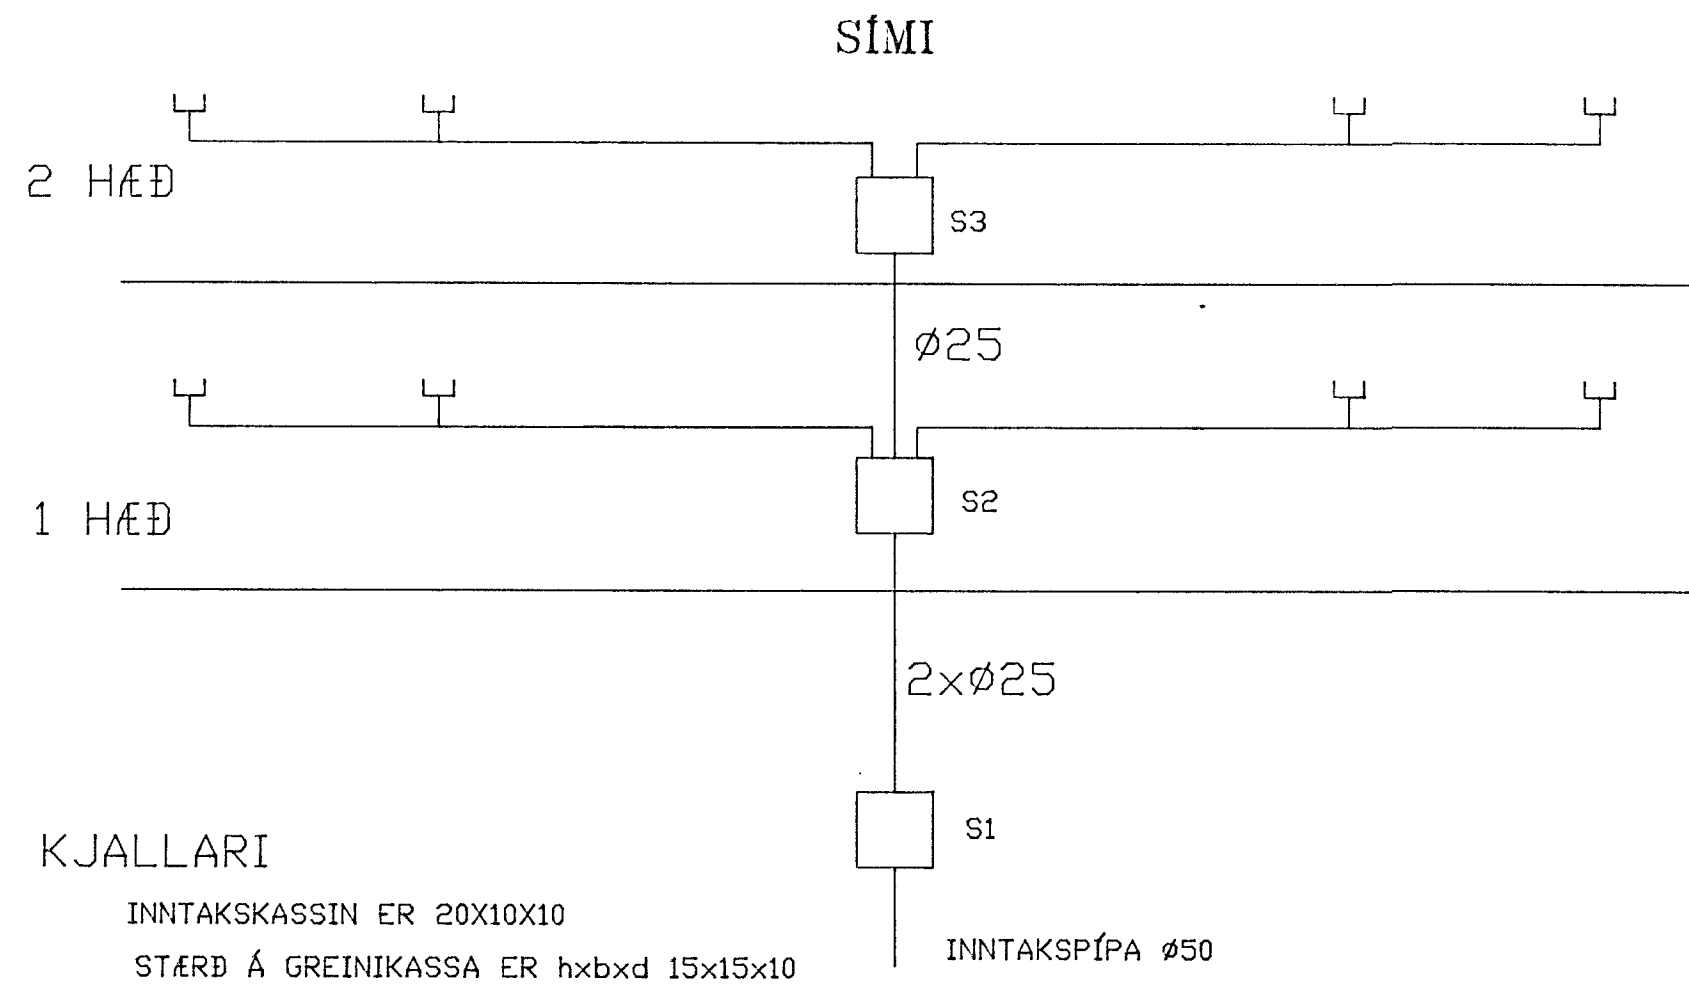 SÍMI
2 HÆÐ
S3
Ø25
S2
1 HÆÐ
2xØ25
S1
KJALLARI
INNTAKSKASSIN ER 20X10X10
INNTAKSPÍPA Ø50
STÆRÐ Á GREINIKASSA ER hxbxd 15x15x10